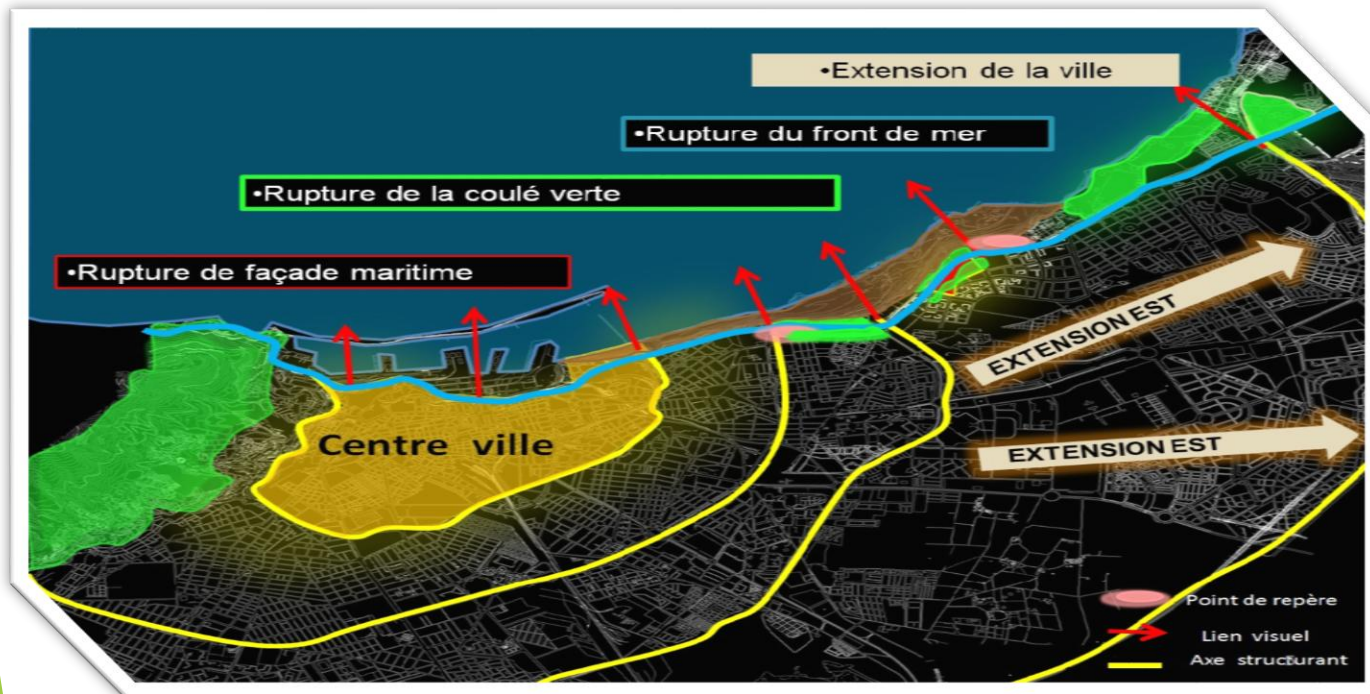 •Extension de la ville
•Rupture du front de mer
•Rupture de la coulé verte
•Rupture de façade maritime
EXTENSION EST
Centre ville
EXTENSION EST
Point de repère
Lien visuel
Axe structurant